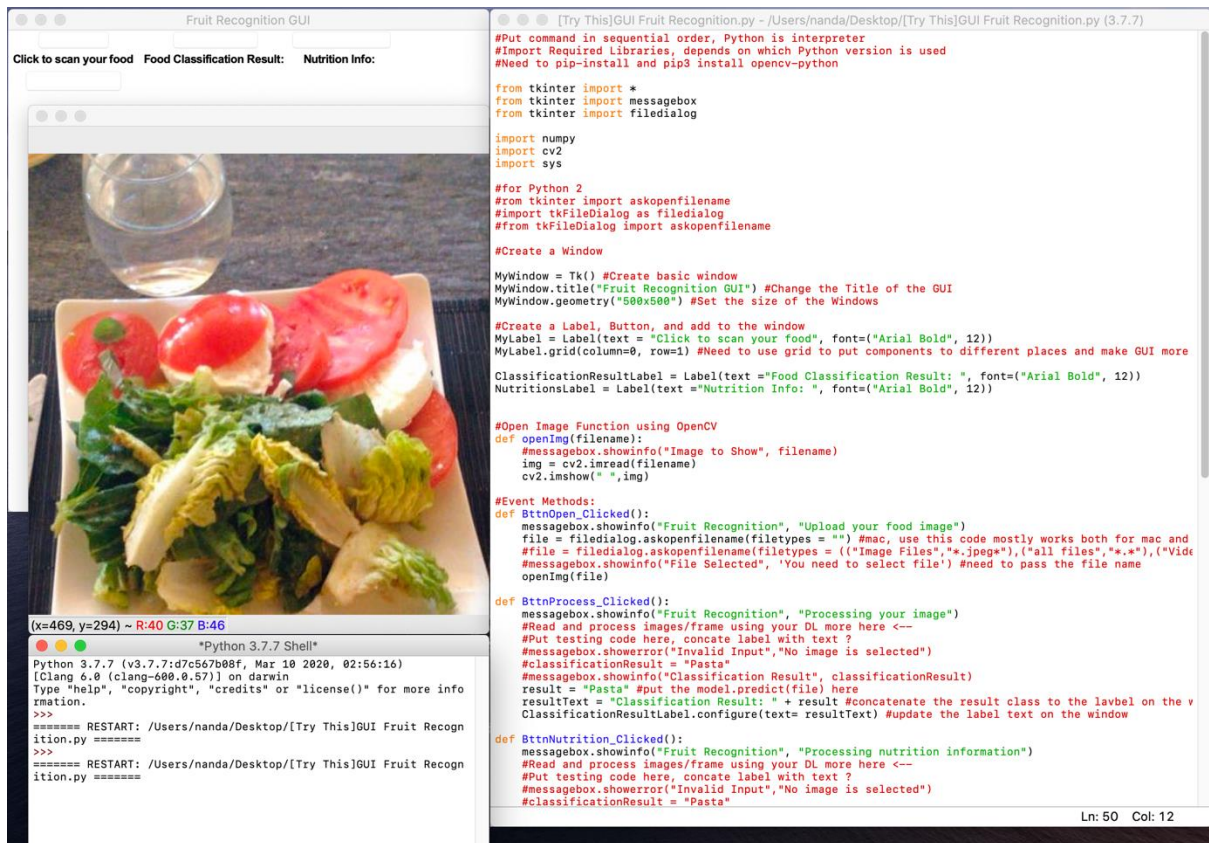 Fruit Recognition GUI
Click to scan your food Food Classification Result: Nutrition Info:
(x=469, y=294) ~ R:40 G:37 B:46
*Python 3.7.7 Shell*
Python 3.7.7 (v3.7.7:d7c567b08f, Mar 10 2020, 02:56:16)
[Clang 6.0 (clang-600.0.57)] on darwin
Type "help", "copyright", "credits" or "license()" for more info
rmation.
>>>
======= RESTART: /Users/nanda/Desktop/[Try This]GUI Fruit Recogn
ition.py =======
>>>
======= RESTART: /Users/nanda/Desktop/[Try This]GUI Fruit Recogn
ition.py =======
[Try This]GUI Fruit Recognition.py - /Users/nanda/Desktop/[Try This]GUI Fruit Recognition.py (3.7.7)
#Put command in sequential order, Python is interpreter
#Import Required Libraries, depends on which Python version is used
#Need to pip-install and pip3 install opencv-python
from tkinter import *
from tkinter import messagebox
from tkinter import filedialog
import numpy
import cv2
import sys
#for Python 2
#rom tkinter import askopenfilename
#import tkFileDialog as filedialog
#from tkFileDialog import askopenfilename
#Create a Window
MyWindow = Tk() #Create basic window
MyWindow.title("Fruit Recognition GUI") #Change the Title of the GUI
MyWindow.geometry("500x500") #Set the size of the Windows
#Create a Label, Button, and add to the window
MyLabel = Label(text = "Click to scan your food", font=("Arial Bold", 12))
MyLabel.grid(column=0, row=1) #Need to use grid to put components to different places and make GUI more
ClassificationResultLabel = Label(text ="Food Classification Result: ", font=("Arial Bold", 12))
NutritionsLabel = Label(text ="Nutrition Info: ", font=("Arial Bold", 12))
#Open Image Function using OpenCV
def openImg(filename):
#messagebox.showinfo("Image to Show", filename)
img = cv2.imread(filename)
cv2.imshow(" ",img)
#Event Methods:
def BttnOpen_Clicked():
messagebox.showinfo("Fruit Recognition", "Upload your food image")
file = filedialog.askopenfilename(filetypes = "") #mac, use this code mostly works both for mac and
#file = filedialog.askopenfilename(filetypes = (("Image Files","*.jpeg*"),("all files","*.*"),("Vide
#messagebox.showinfo("File Selected", 'You need to select file') #need to pass the file name
openImg(file)
def BttnProcess_Clicked():
messagebox.showinfo("Fruit Recognition", "Processing your image")
#Read and process images/frame using your DL more here <--
#Put testing code here, concate label with text ?
#messagebox.showerror("Invalid Input","No image is selected")
#classificationResult = "Pasta"
#messagebox.showinfo("Classification Result", classificationResult)
result = "Pasta" #put the model.predict(file) here
resultText = "Classification Result: " + result #concatenate the result class to the lavbel on the
ClassificationResultLabel.configure(text= resultText) #update the label text on the window
def BttnNutrition_Clicked():
messagebox.showinfo("Fruit Recognition", "Processing nutrition information")
#Read and process images/frame using your DL more here <--
#Put testing code here, concate label with text ?
#messagebox.showerror("Invalid Input","No image is selected")
#classificationResult = "Pasta"
Ln: 50 Col: 12